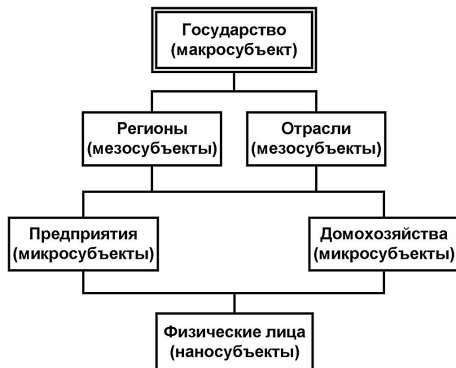 Государство
(макросубъект)
Регионы
(мезосубъекты)
Отрасли
(мезосубъекты)
Предприятия
(микросубъекты)
Домохозяйства
(микросубъекты)
Физические лица
(наносубъекты)